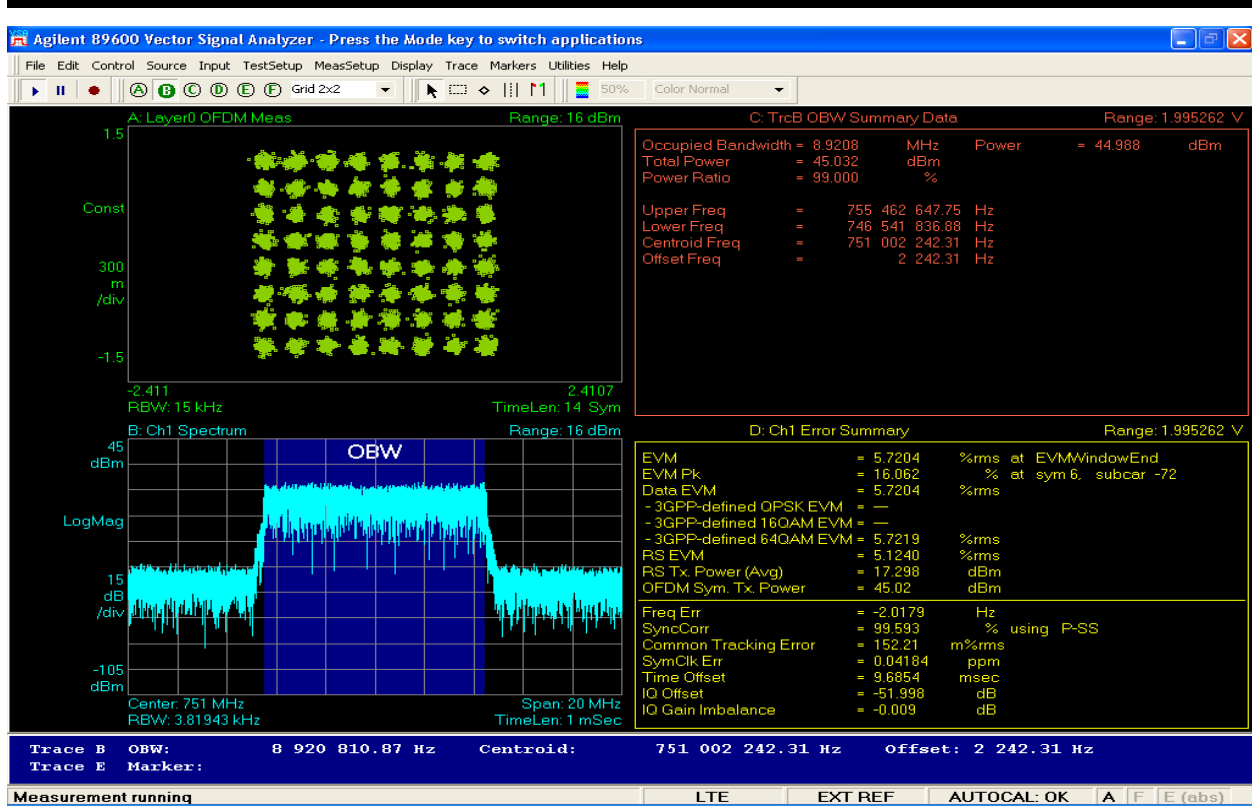 Agilent 89600 Vector Signal Analyzer - Press the Mode key to switch applications
File Edit Control Source Input TestSetup MeasSetup Display Trace Markers Utilities Help
A B C D E F Grid 2x2 50% Color Normal
A: Layer0 OFDM Meas Range: 16 dBm
1.5
Const
300
m
/div
-1.5
-2.411 2.4107
RBW: 15 kHz TimeLen: 14 Sym
C: TrcB OBW Summary Data Range: 1.995262 V
Occupied Bandwidth = 8.9208 MHz Power = 44.988 dBm
Total Power = 45.032 dBm
Power Ratio = 99.000 %
Upper Freq = 755 462 647.75 Hz
Lower Freq = 746 541 836.88 Hz
Centroid Freq = 751 002 242.31 Hz
Offset Freq = 2 242.31 Hz
B: Ch1 Spectrum Range: 16 dBm
45
dBm
OBW
LogMag
15
dB
/div
-105
dBm
Center: 751 MHz Span: 20 MHz
RBW: 3.81943 kHz TimeLen: 1 mSec
D: Ch1 Error Summary Range: 1.995262 V
EVM = 5.7204 %rms at EVMWindowEnd
EVM Pk = 16.062 % at sym 6, subcar -72
Data EVM = 5.7204 %rms
- 3GPP-defined QPSK EVM = —
- 3GPP-defined 16QAM EVM = —
- 3GPP-defined 64QAM EVM = 5.7219 %rms
RS EVM = 5.1240 %rms
RS Tx. Power (Avg) = 17.298 dBm
OFDM Sym. Tx. Power = 45.02 dBm
Freq Err = -2.0179 Hz
SyncCorr = 99.593 % using P-SS
Common Tracking Error = 152.21 m%rms
SymClk Err = 0.04184 ppm
Time Offset = 9.6854 msec
IQ Offset = -51.998 dB
IQ Gain Imbalance = -0.009 dB
Trace B OBW: 8 920 810.87 Hz Centroid: 751 002 242.31 Hz Offset: 2 242.31 Hz
Trace E Marker:
Measurement running LTE EXT REF AUTOCAL: OK A F E (abs)